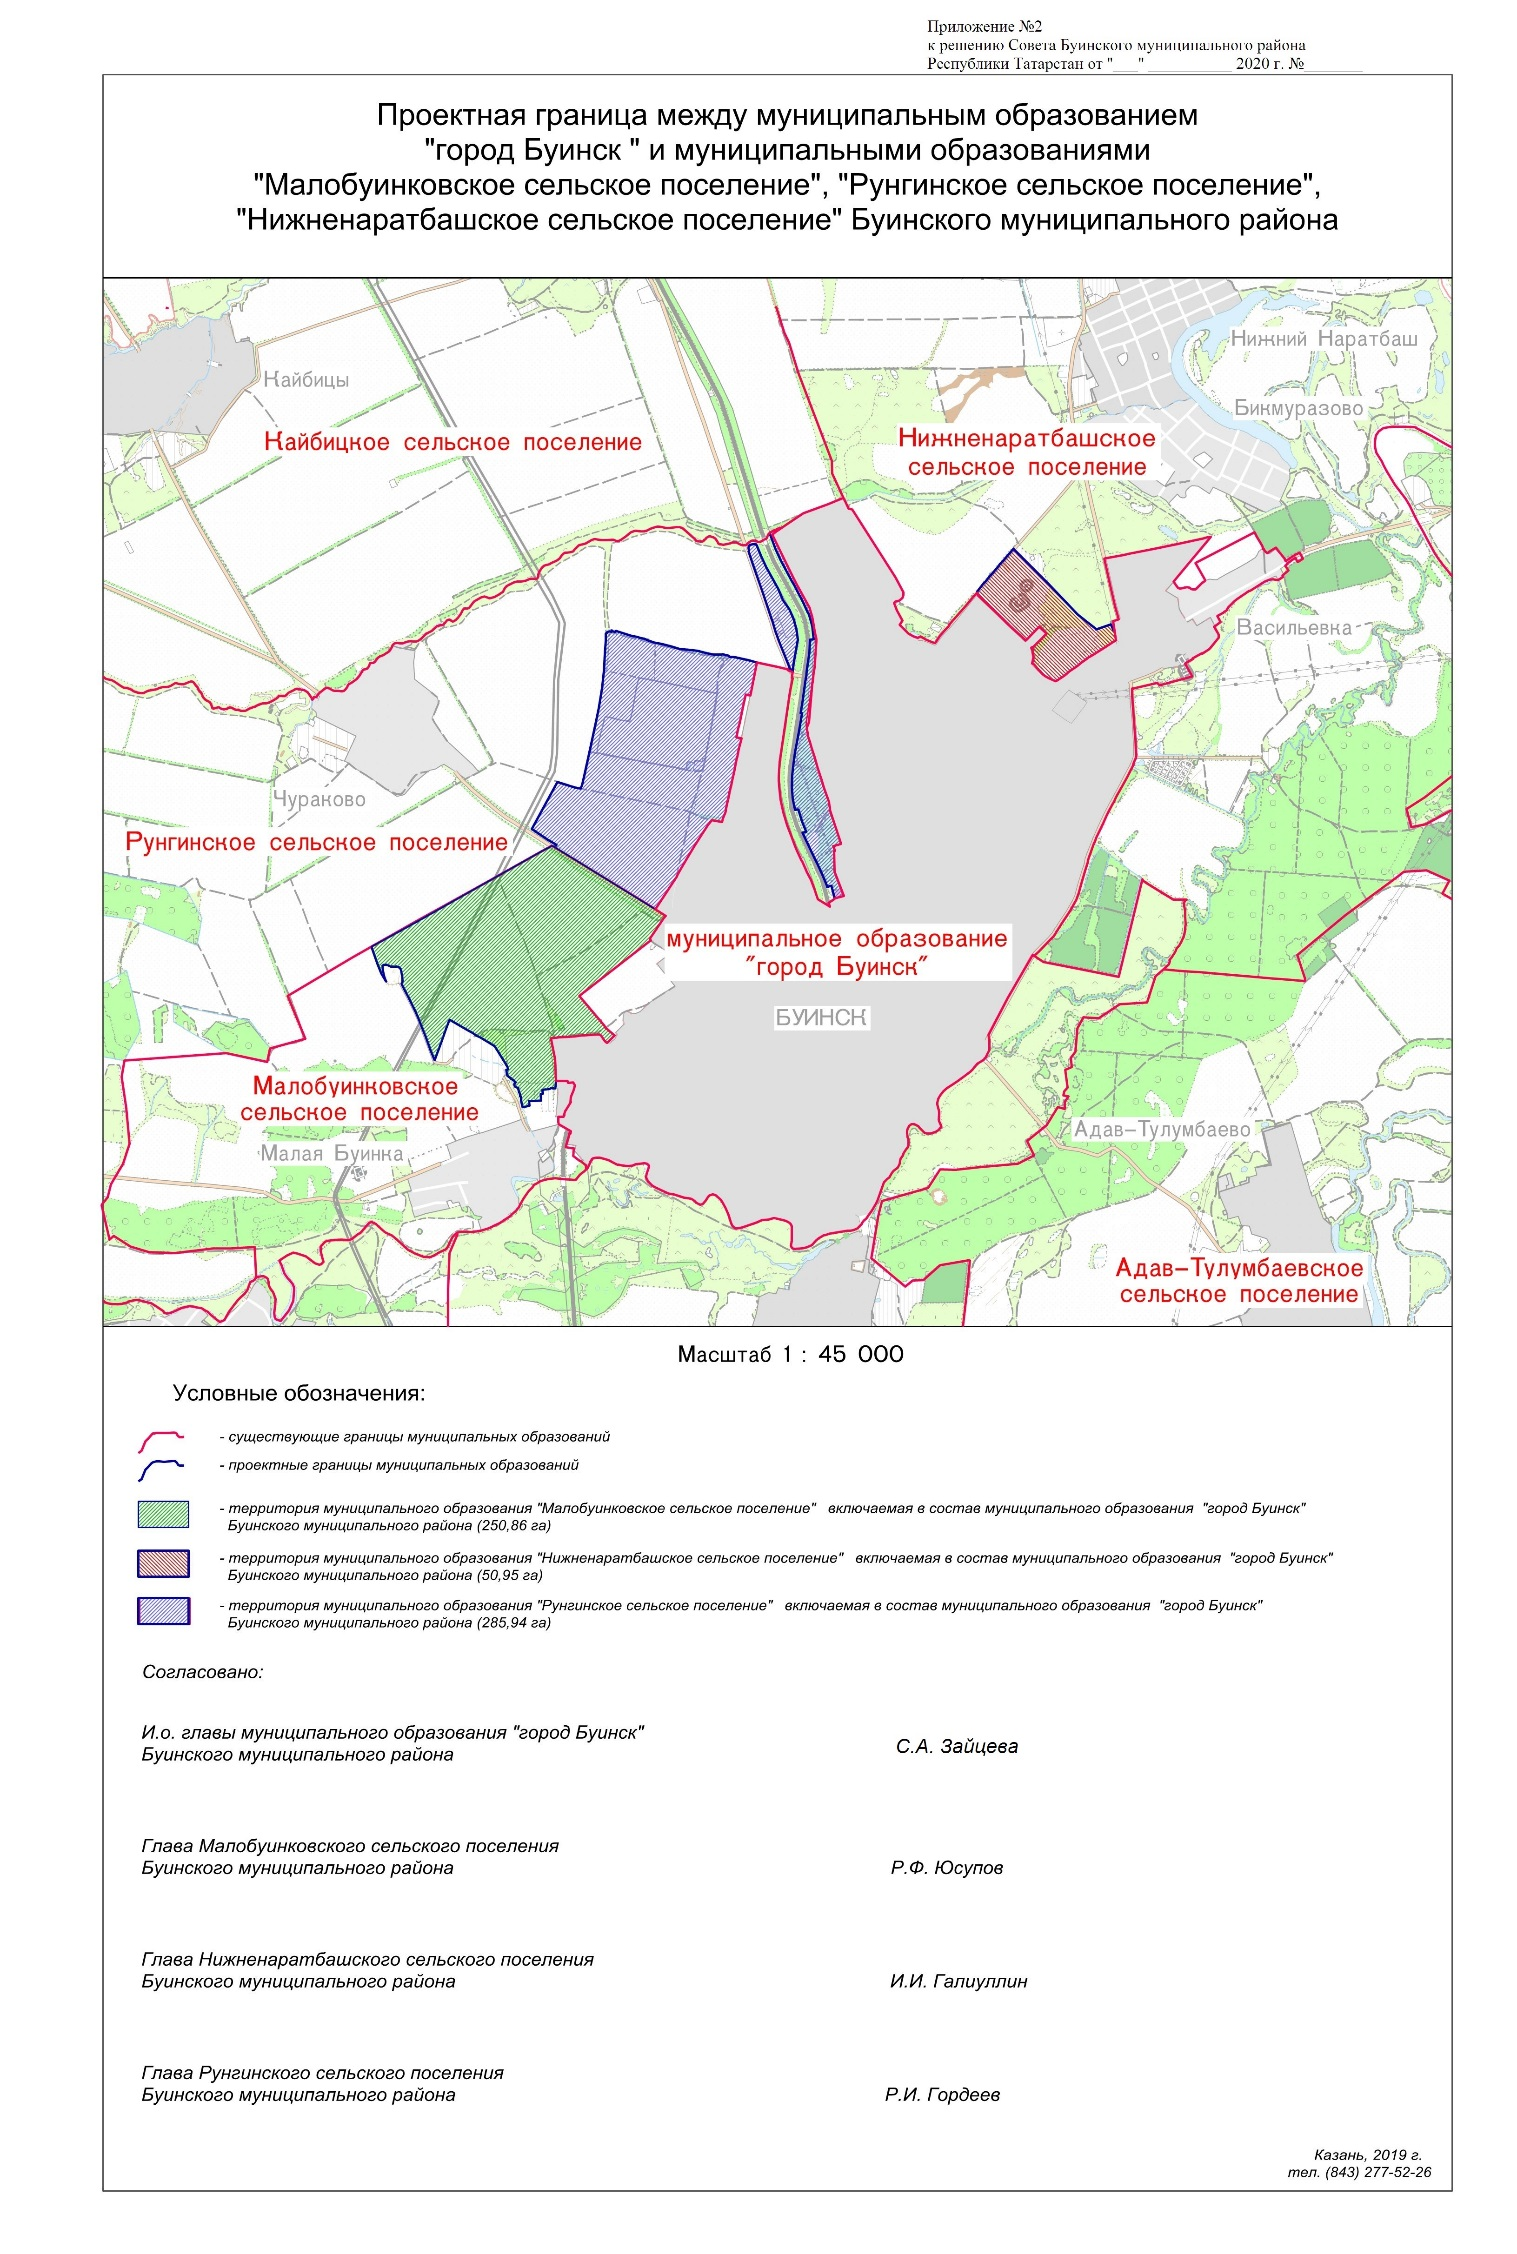 Приложение №2
к решению Совета Буинского муниципального района
Республики Татарстан от "___" __________ 2020 г. №_______
Проектная граница между муниципальным образованием
"город Буинск " и муниципальными образованиями
"Малобуинковское сельское поселение", "Рунгинское сельское поселение",
"Нижненаратбашское сельское поселение" Буинского муниципального района
Нижний Наратбаш
Кайбицы
Бикмуразово
Кайбицкое сельское поселение
Нижненаратбашское
сельское поселение
Васильевка
Чураково
Рунгинское сельское поселение
муниципальное образование
"город Буинск"
БУИНСК
Малобуинковское
сельское поселение
Малая Буинка
Адав-Тулумбаево
Адав-Тулумбаевское
сельское поселение
Масштаб 1 : 45 000
Условные обозначения:
- существующие границы муниципальных образований
- проектные границы муниципальных образований
- территория муниципального образования "Малобуинковское сельское поселение" включаемая в состав муниципального образования "город Буинск"
Буинского муниципального района (250,86 га)
- территория муниципального образования "Нижненаратбашское сельское поселение" включаемая в состав муниципального образования "город Буинск"
Буинского муниципального района (50,95 га)
- территория муниципального образования "Рунгинское сельское поселение" включаемая в состав муниципального образования "город Буинск"
Буинского муниципального района (285,94 га)
Согласовано:
И.о. главы муниципального образования "город Буинск"
Буинского муниципального района
С.А. Зайцева
Глава Малобуинковского сельского поселения
Буинского муниципального района
Р.Ф. Юсупов
Глава Нижненаратбашского сельского поселения
Буинского муниципального района
И.И. Галиуллин
Глава Рунгинского сельского поселения
Буинского муниципального района
Р.И. Гордеев
Казань, 2019 г.
тел. (843) 277-52-26